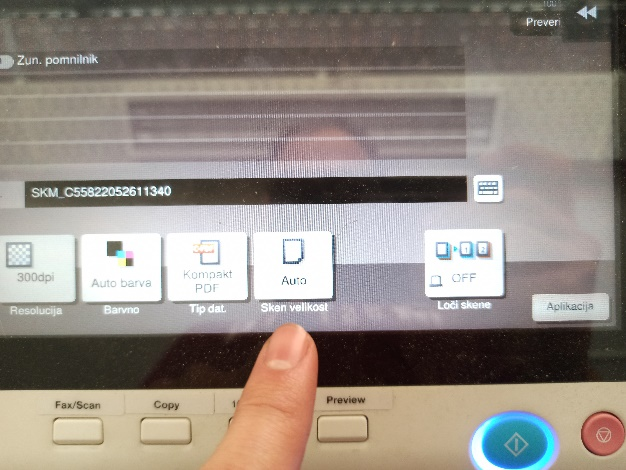 Preveri
Zun. pomnilnik
SKM_C55822052611340
300dpi
Auto barva
Kompakt
PDF
Auto
OFF
Resolucija
Barvno
Tip dat.
Sken velikost
Loči skene
Aplikacija
Fax/Scan
Copy
Preview